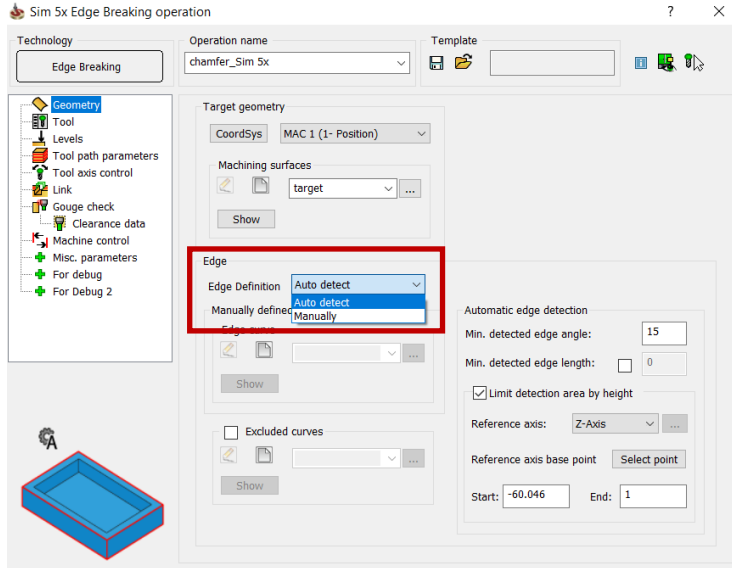 Sim 5x Edge Breaking operation
?
Technology
Edge Breaking
Operation name
chamfer_Sim 5x
Template
Geometry
Tool
Levels
Tool path parameters
Tool axis control
Link
Gouge check
Clearance data
Machine control
Misc. parameters
For debug
For Debug 2
Target geometry
CoordSys
MAC 1 (1- Position)
Machining surfaces
target
...
Show
Edge
Edge Definition
Auto detect
Auto detect
Manually
Manually define
Edge curve
...
Show
Excluded curves
...
Show
Automatic edge detection
Min. detected edge angle:
15
Min. detected edge length:
0
Limit detection area by height
Reference axis:
Z-Axis
...
Reference axis base point
Select point
Start:
-60.046
End:
1
A